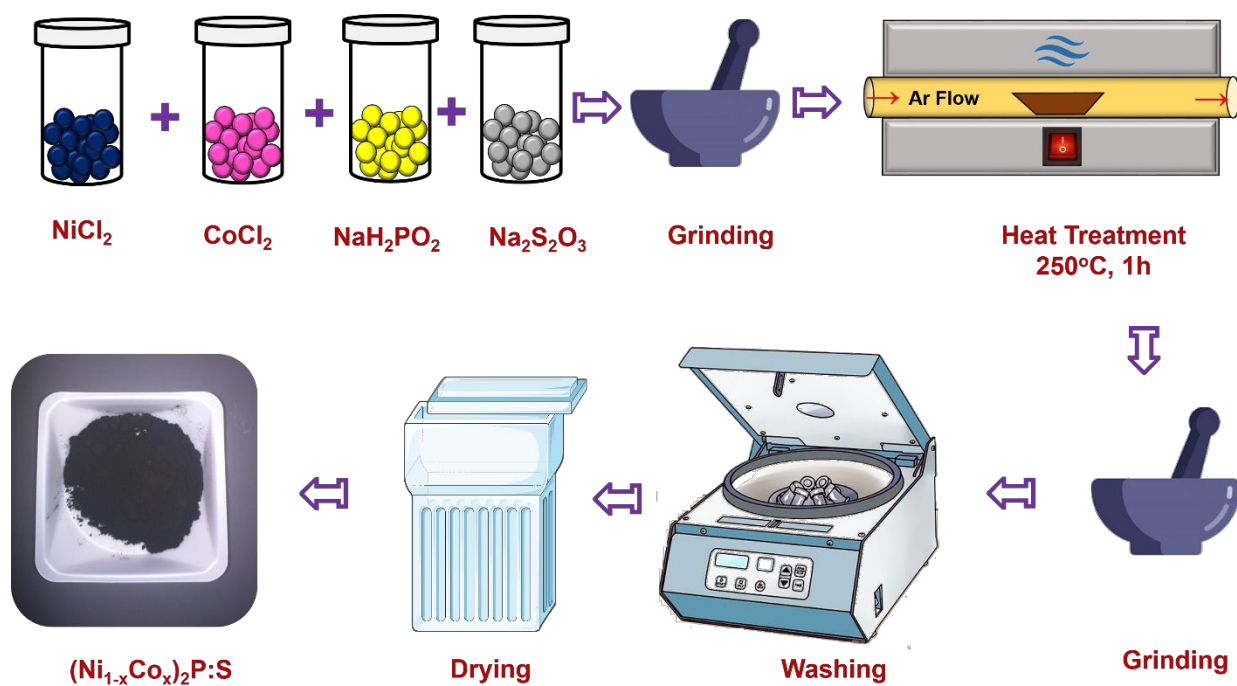 Ar Flow
NiCl₂
CoCl₂
NaH₂PO₂
Na₂S₂O₃
Grinding
Heat Treatment
250ºC, 1h
(Ni₁₋ₓCoₓ)₂P:S
Drying
Washing
Grinding